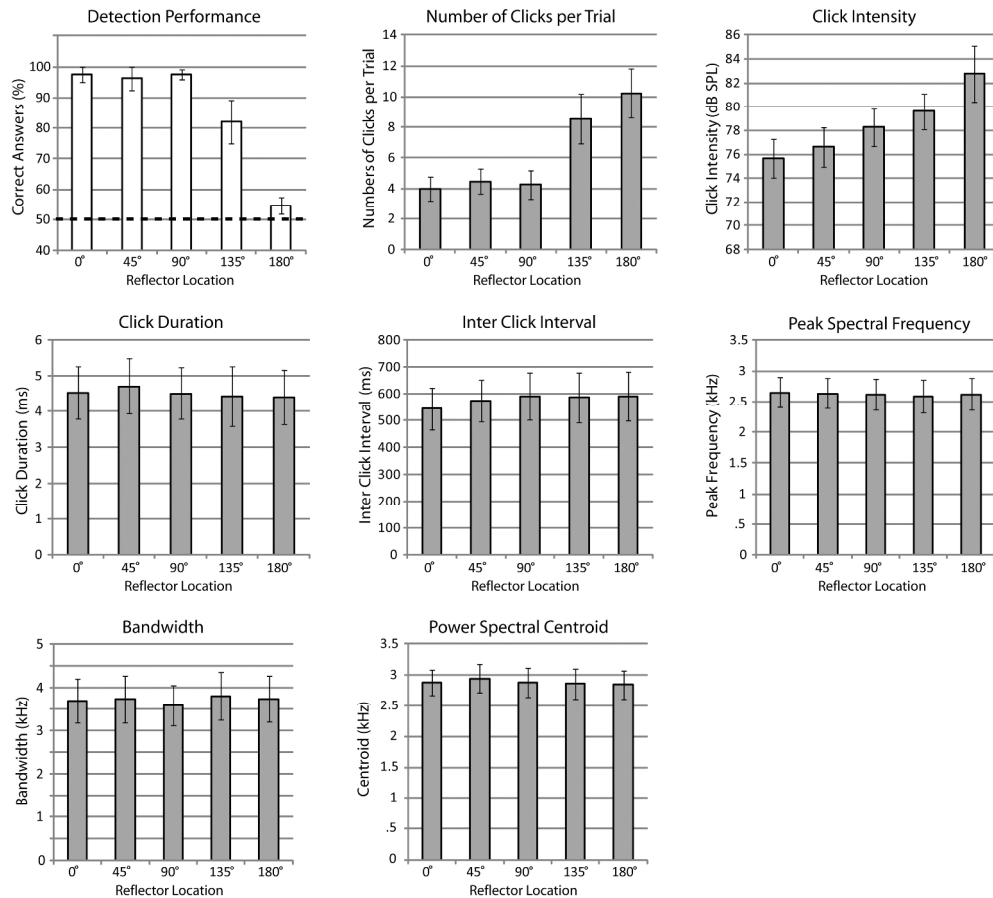 Detection Performance
Correct Answers (%)
100
90
80
70
60
50
40
0° 45° 90° 135° 180°
Reflector Location
Number of Clicks per Trial
Numbers of Clicks per Trial
14
12
10
8
6
4
2
0
0° 45° 90° 135° 180°
Reflector Location
Click Intensity
Click Intensity (dB SPL)
86
84
82
80
78
76
74
72
70
68
0° 45° 90° 135° 180°
Reflector Location
Click Duration
Click Duration (ms)
6
5
4
3
2
1
0
0° 45° 90° 135° 180°
Reflector Location
Inter Click Interval
Inter Click Interval (ms)
800
700
600
500
400
300
200
100
0
0° 45° 90° 135° 180°
Reflector Location
Peak Spectral Frequency
Peak Frequency (kHz)
3.5
3
2.5
2
1.5
1
.5
0
0° 45° 90° 135° 180°
Reflector Location
Bandwidth
Bandwidth (kHz)
5
4
3
2
1
0
0° 45° 90° 135° 180°
Reflector Location
Power Spectral Centroid
Centroid (kHz)
3.5
3
2.5
2
1.5
1
.5
0
0° 45° 90° 135° 180°
Reflector Location